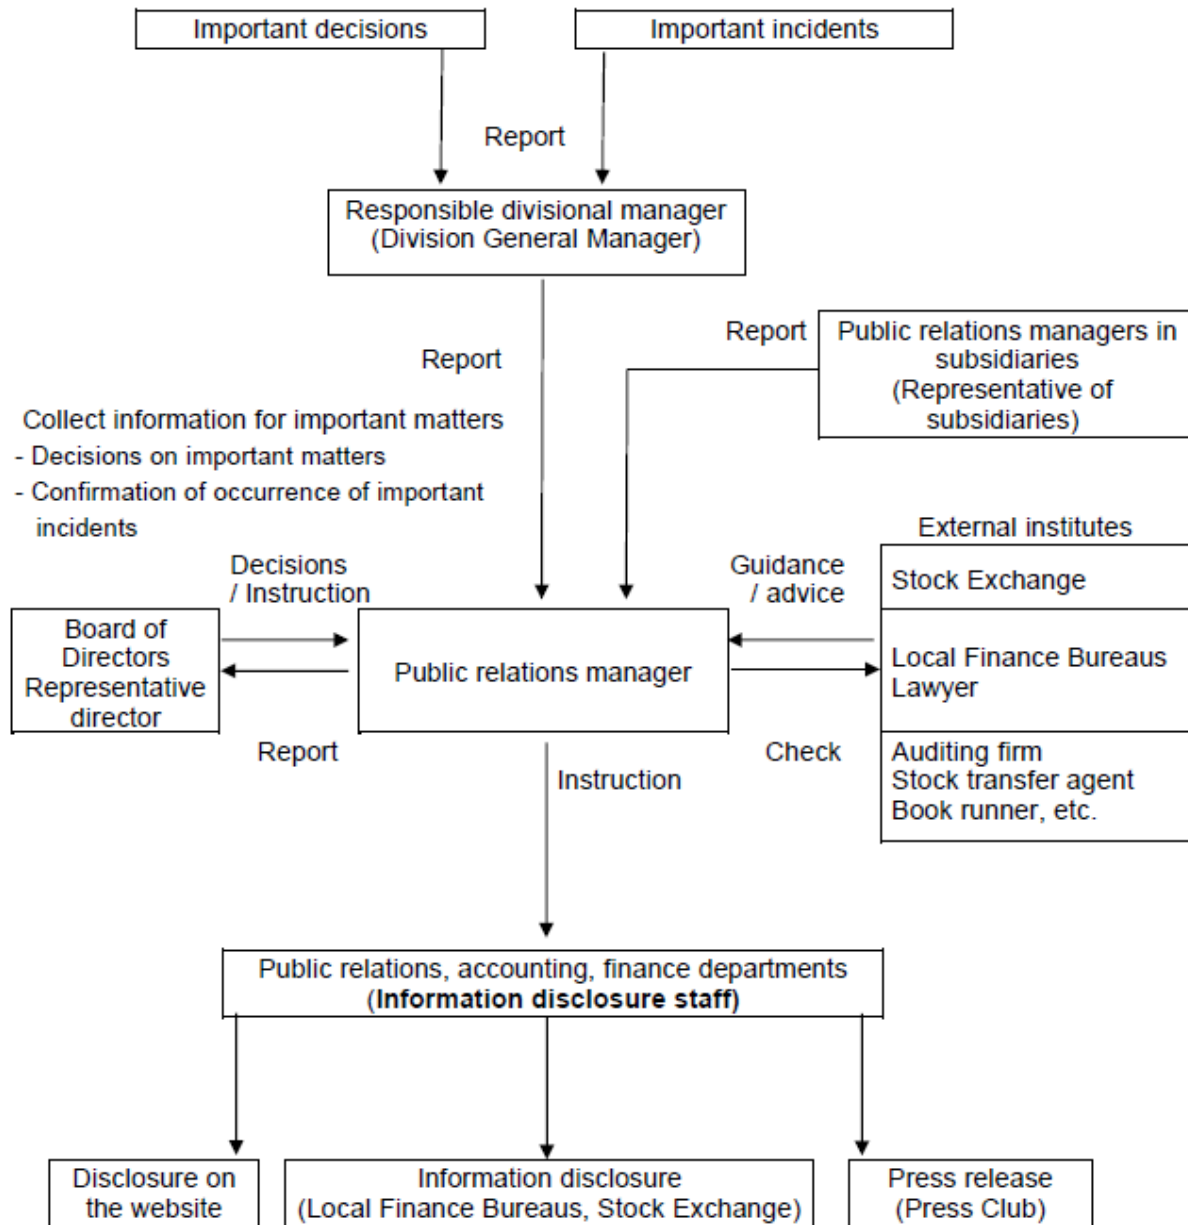 Important decisions
Important incidents
Report
Responsible divisional manager
(Division General Manager)
Report
Report
Public relations managers in
subsidiaries
(Representative of
subsidiaries)
Collect information for important matters
- Decisions on important matters
- Confirmation of occurrence of important
incidents
External institutes
Decisions
/ Instruction
Guidance
/ advice
Stock Exchange
Board of
Directors
Representative
director
Public relations manager
Local Finance Bureaus
Lawyer
Report
Check
Auditing firm
Stock transfer agent
Book runner, etc.
Instruction
Public relations, accounting, finance departments
(Information disclosure staff)
Disclosure on
the website
Information disclosure
(Local Finance Bureaus, Stock Exchange)
Press release
(Press Club)